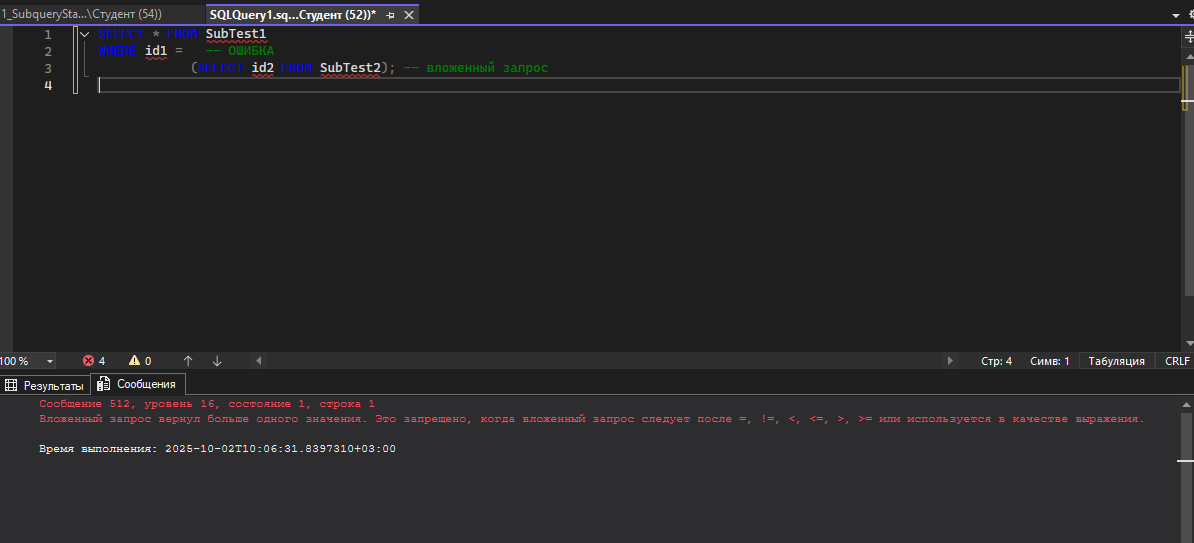 1_SubquerySta...\Студент (54))
SQLQuery1.sq...Студент (52))*
1 SELECT * FROM SubTest1
2 WHERE id1 = -- ОШИБКА
3 (SELECT id2 FROM SubTest2); -- вложенный запрос
4
100 % 4 0 Стр: 4 Симв: 1 Табуляция CRLF
Результаты Сообщения
Сообщение 512, уровень 16, состояние 1, строка 1
Вложенный запрос вернул больше одного значения. Это запрещено, когда вложенный запрос следует после =, !=, <, <=, >, >= или используется в качестве выражения.
Время выполнения: 2025-10-02T10:06:31.8397310+03:00